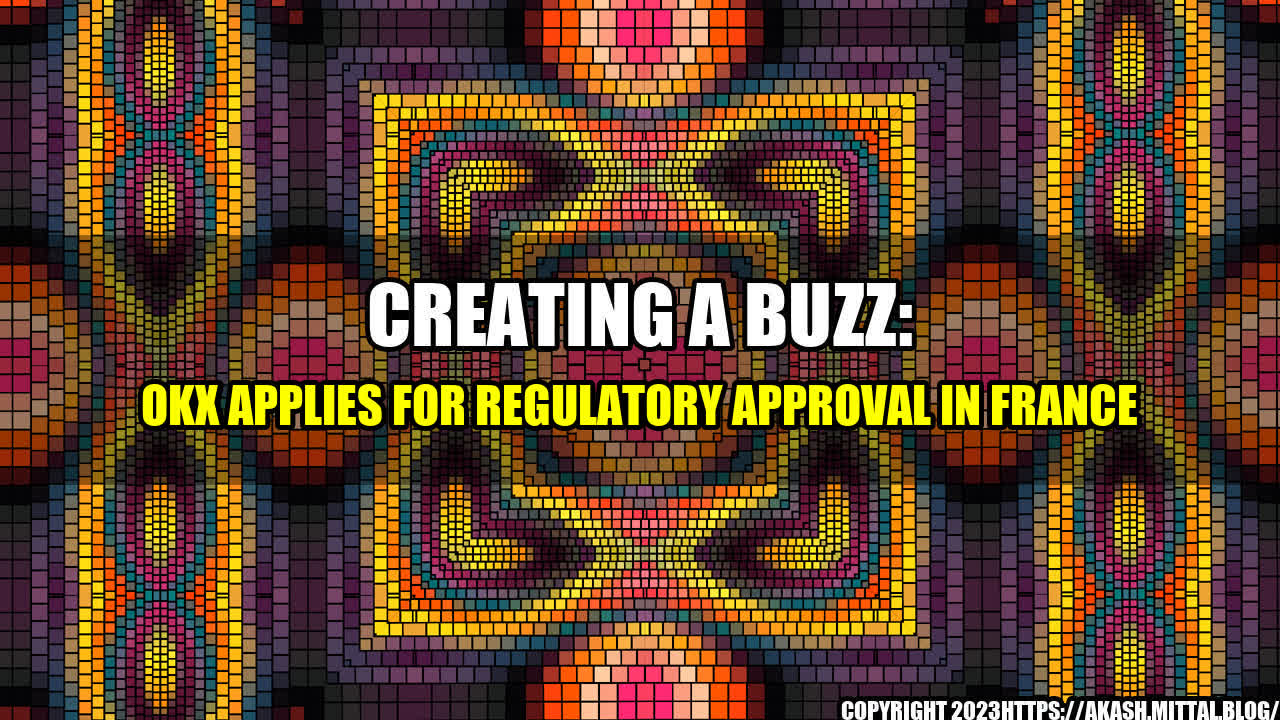 CREATING A BUZZ:
OKX APPLIES FOR REGULATORY APPROVAL IN FRANCE
COPYRIGHT 2023HTTPS://AKASH.MITTAL.BLOG/